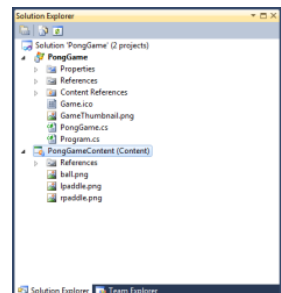 Solution Explorer
Solution 'PongGame' (2 projects)
PongGame
Properties
References
Content References
Game.ico
GameThumbnail.png
PongGame.cs
Program.cs
PongGameContent (Content)
References
ball.png
lpaddle.png
rpaddle.png
Solution Explorer Team Explorer